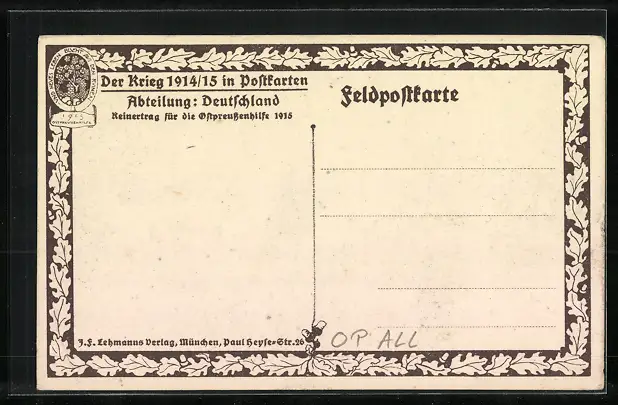 Der Krieg 1914/15 in Postkarten
Abteilung: Deutschland
Reinertrag für die Ostpreußenhilfe 1915
Feldpostkarte
1915
J.F. Lehmanns Verlag, München, Paul Heyse-Str. 26
OP ALL